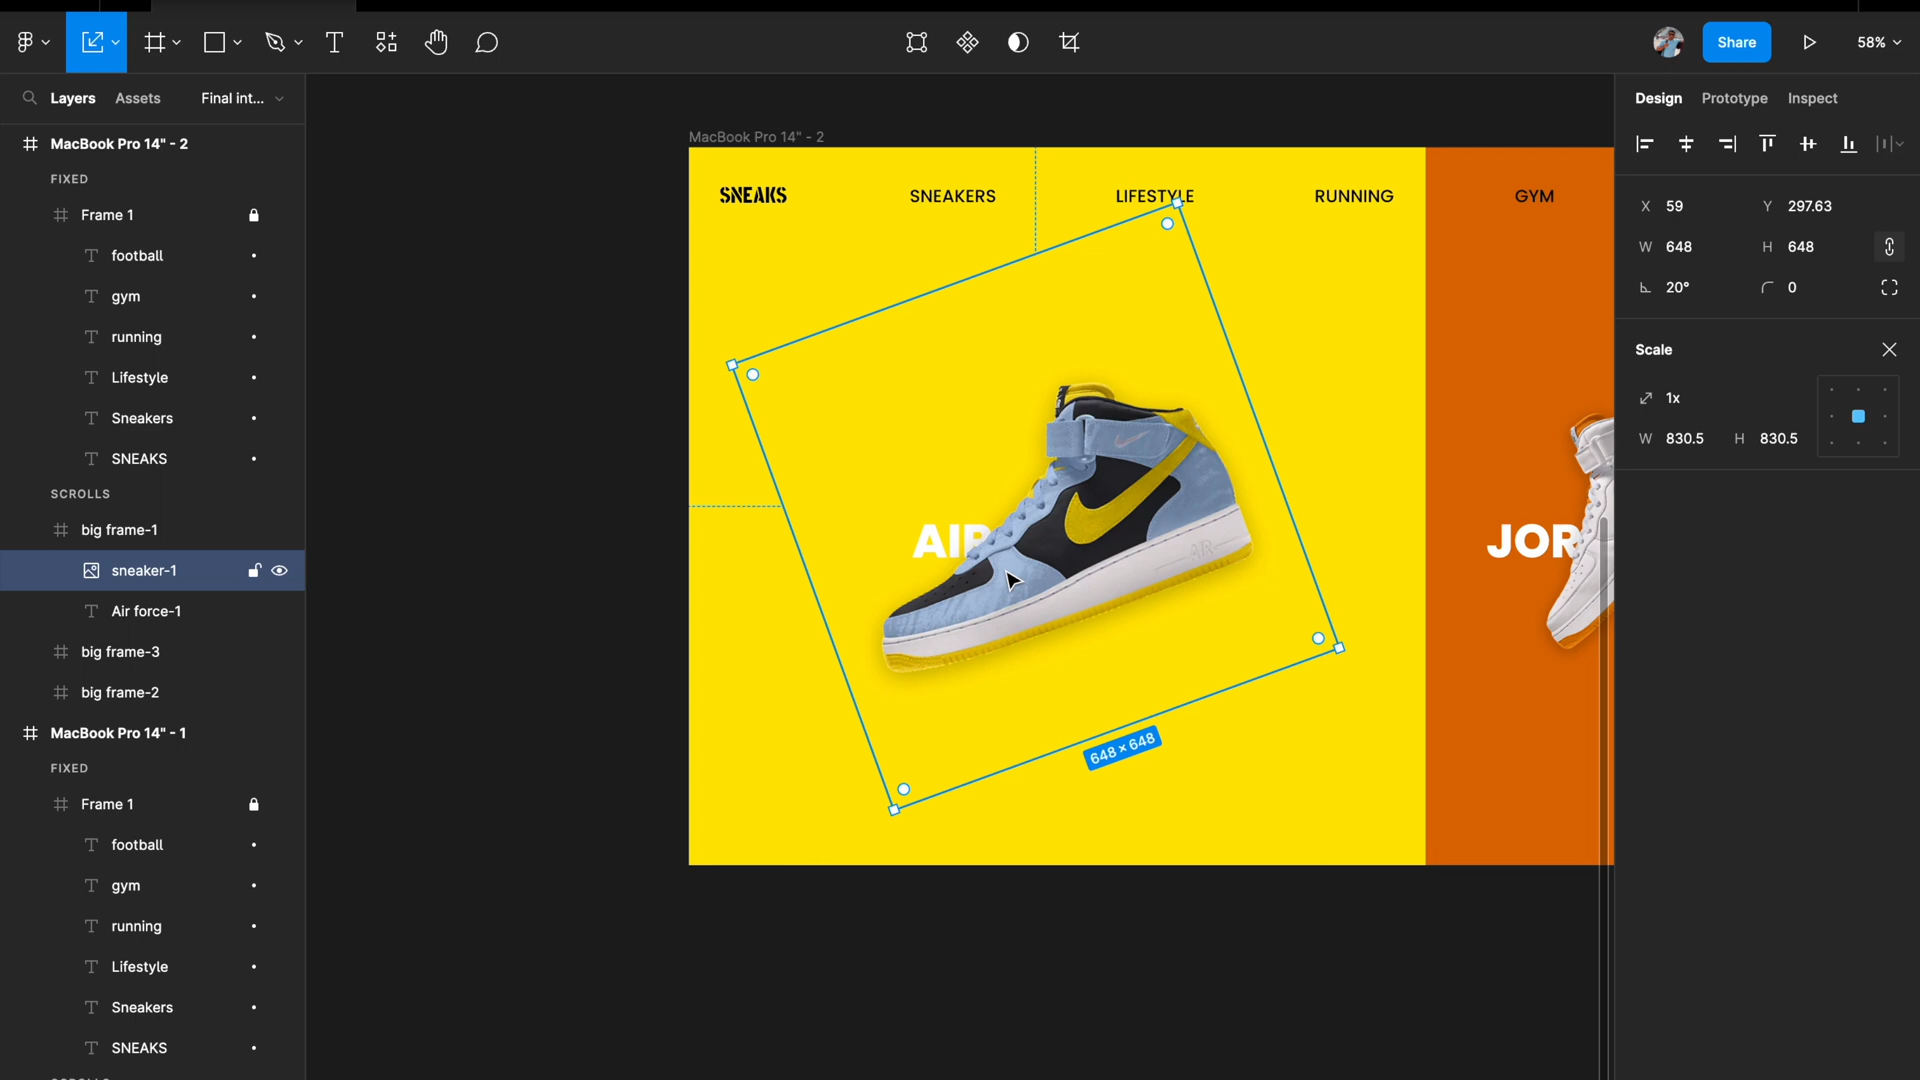 Share
58%
Layers
Assets
Final int...
Design
Prototype
Inspect
MacBook Pro 14" - 2
FIXED
Frame 1
football
gym
running
Lifestyle
Sneakers
SNEAKS
SCROLLS
big frame-1
sneaker-1
Air force-1
big frame-3
big frame-2
MacBook Pro 14" - 1
FIXED
Frame 1
football
gym
running
Lifestyle
Sneakers
SNEAKS
MacBook Pro 14" - 2
SNEAKS
SNEAKERS
LIFESTYLE
RUNNING
GYM
AIR
AIR
JOR
648 × 648
X 59
Y 297.63
W 648
H 648
20°
0
Scale
1x
W 830.5
H 830.5